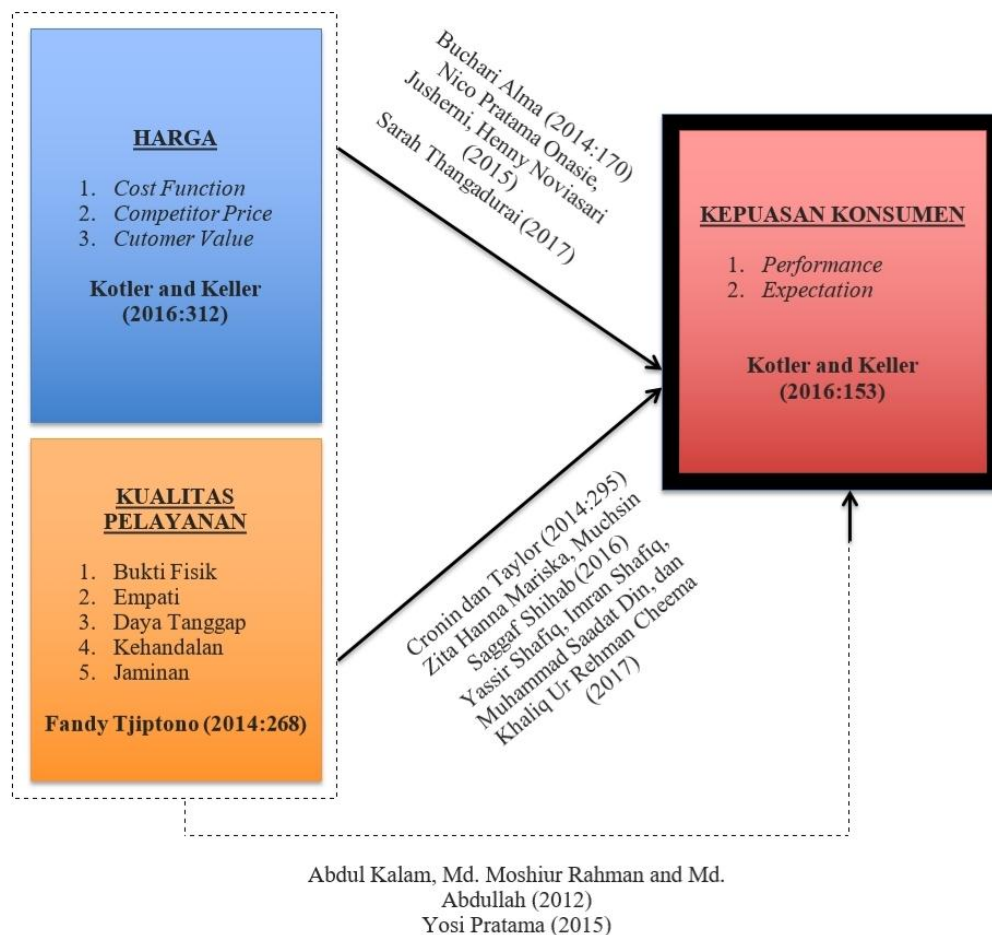 HARGA
1. Cost Function
2. Competitor Price
3. Cutomer Value
Kotler and Keller
(2016:312)
KUALITAS
PELAYANAN
1. Bukti Fisik
2. Empati
3. Daya Tanggap
4. Kehandalan
5. Jaminan
Fandy Tjiptono (2014:268)
Buchari Alma (2014:170)
Nico Pratama Onasie,
Jusherni, Henny Noviasari
(2015)
Sarah Thangadurai (2017)
Cronin dan Taylor (2014:295)
Zita Hanna Mariska, Muchsin
Saggaf Shihab (2016)
Yassir Shafiq, Imran Shafiq,
Muhammad Saadat Din, dan
Khaliq Ur Rehman Cheema
(2017)
KEPUASAN KONSUMEN
1. Performance
2. Expectation
Kotler and Keller
(2016:153)
Abdul Kalam, Md. Moshiur Rahman and Md.
Abdullah (2012)
Yosi Pratama (2015)